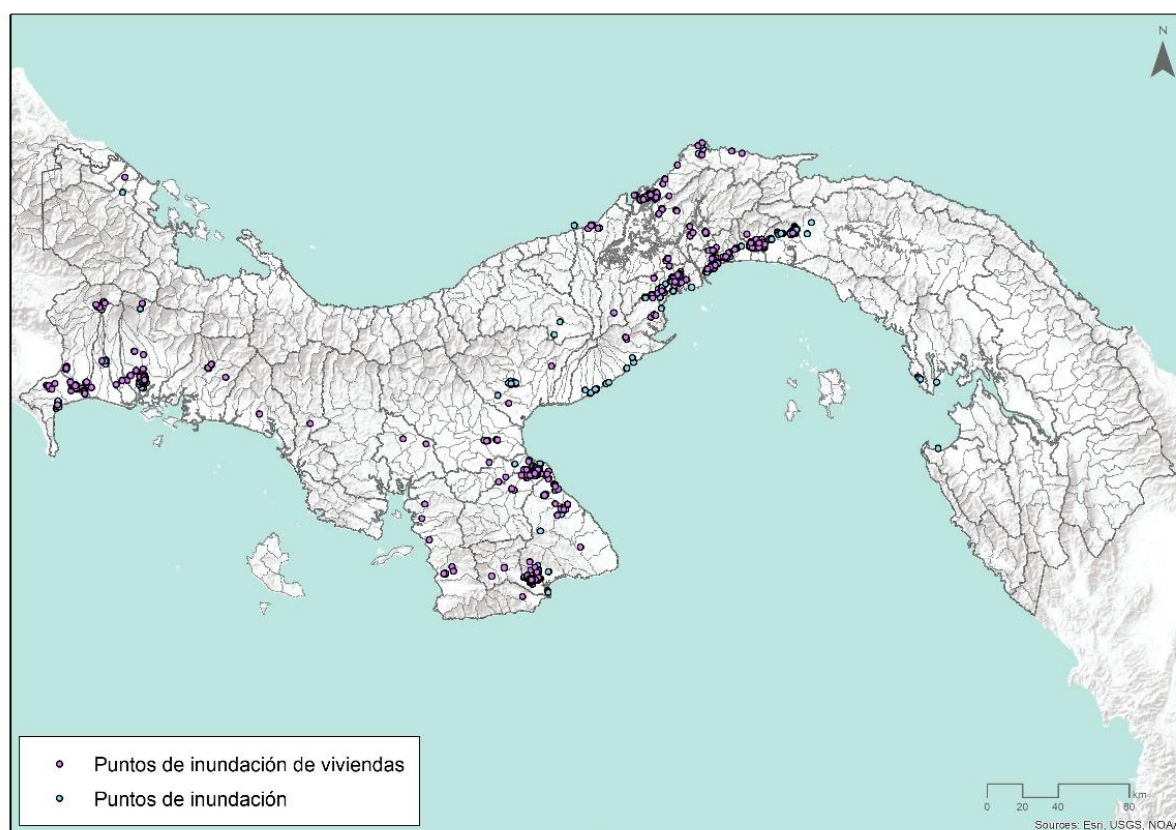 N
Puntos de inundación de viviendas
Puntos de inundación
km
0 20 40 80
Sources: Esri, USGS, NOAA